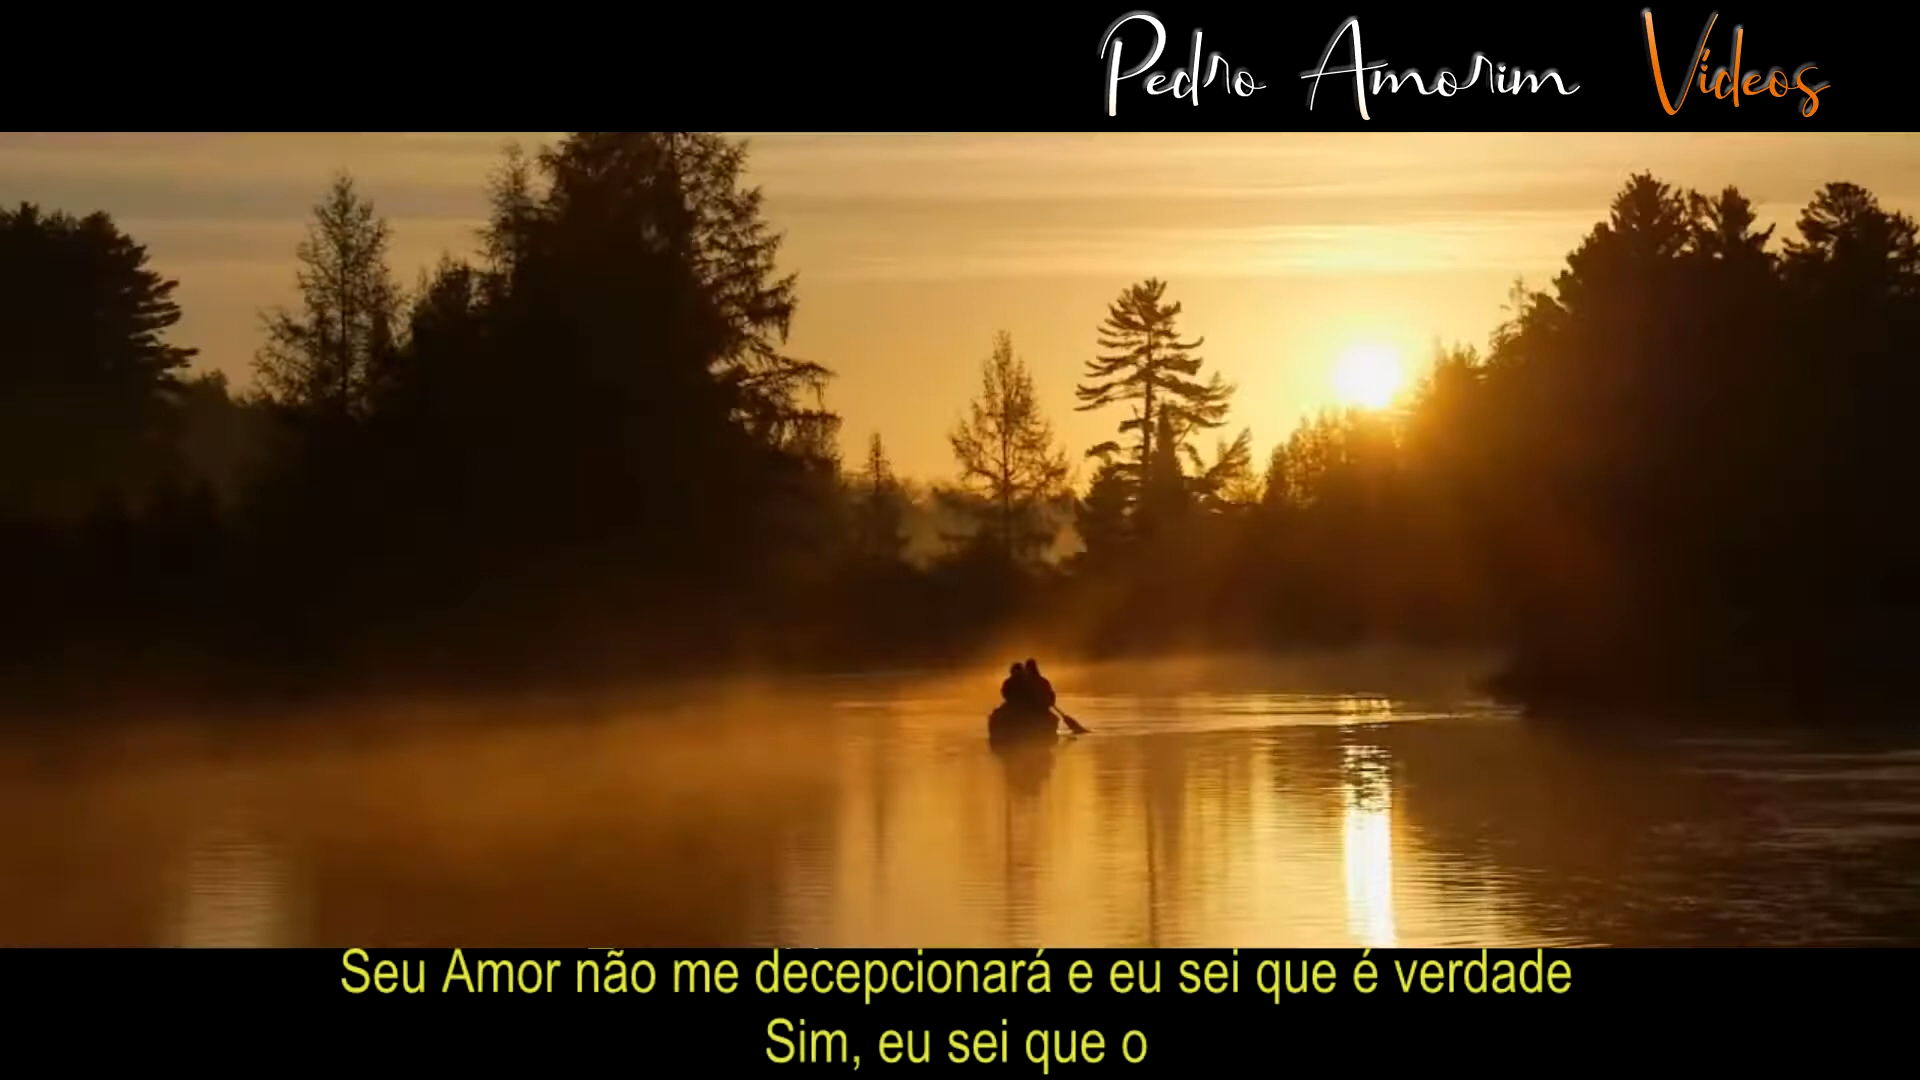 Pedro Amorim Vídeos
Seu Amor não me decepcionará e eu sei que é verdade
Sim, eu sei que o